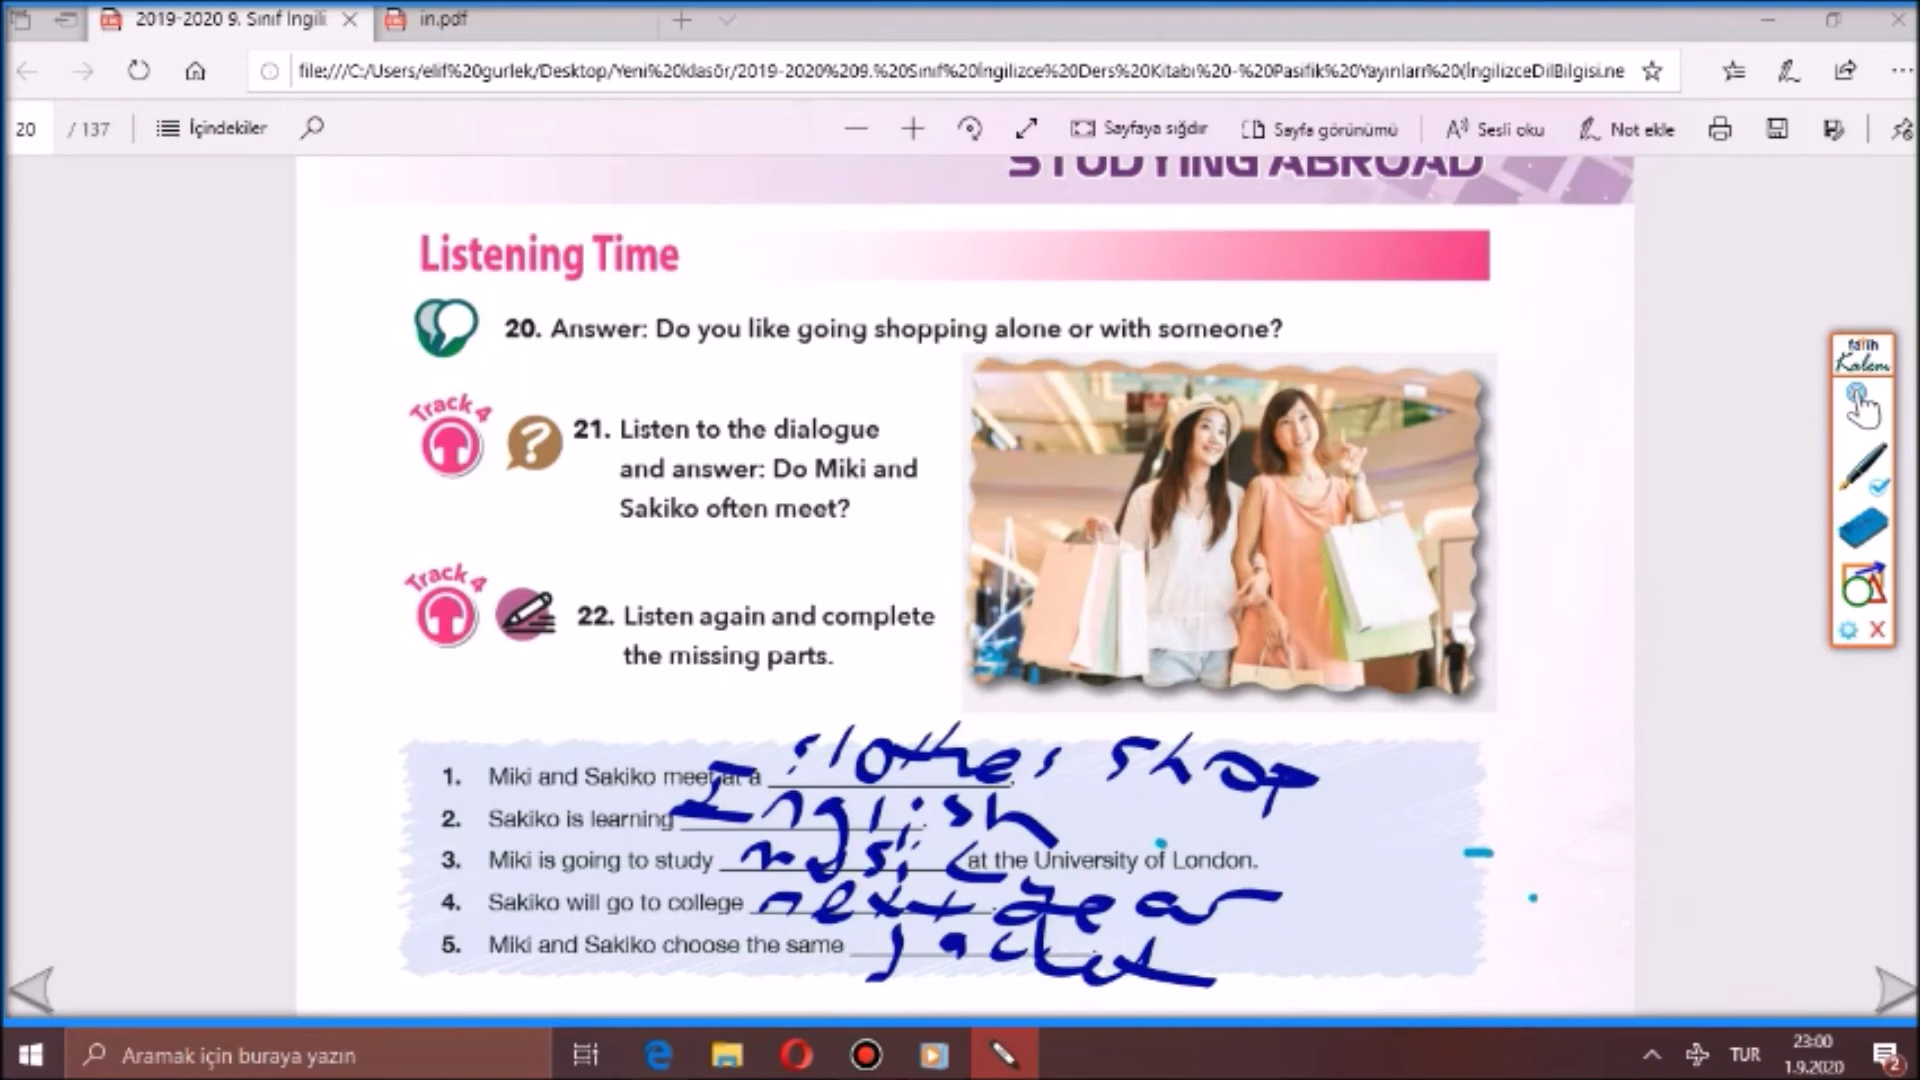 2019-2020 9. Sınıf İngili
in.pdf
file:///C:/Users/elif%20gurlek/Desktop/Yeni%20klasör/2019-2020%209.%20Sınıf%20İngilizce%20Ders%20Kitabı%20-%20Pasifik%20Yayınları%20(İngilizceDilBilgisi.ne
20 / 137 İçindekiler Sayfaya sığdır Sayfa görünümü Sesli oku Not ekle
STUDYING ABROAD
Listening Time
20. Answer: Do you like going shopping alone or with someone?
Track 4
21. Listen to the dialogue
and answer: Do Miki and
Sakiko often meet?
Track 4
22. Listen again and complete
the missing parts.
fatih
Kalem
1. Miki and Sakiko meet at a clothes shop.
2. Sakiko is learning English.
3. Miki is going to study music at the University of London.
4. Sakiko will go to college next year.
5. Miki and Sakiko choose the same jacket
Aramak için buraya yazın
TUR
23:00
1.9.2020
2